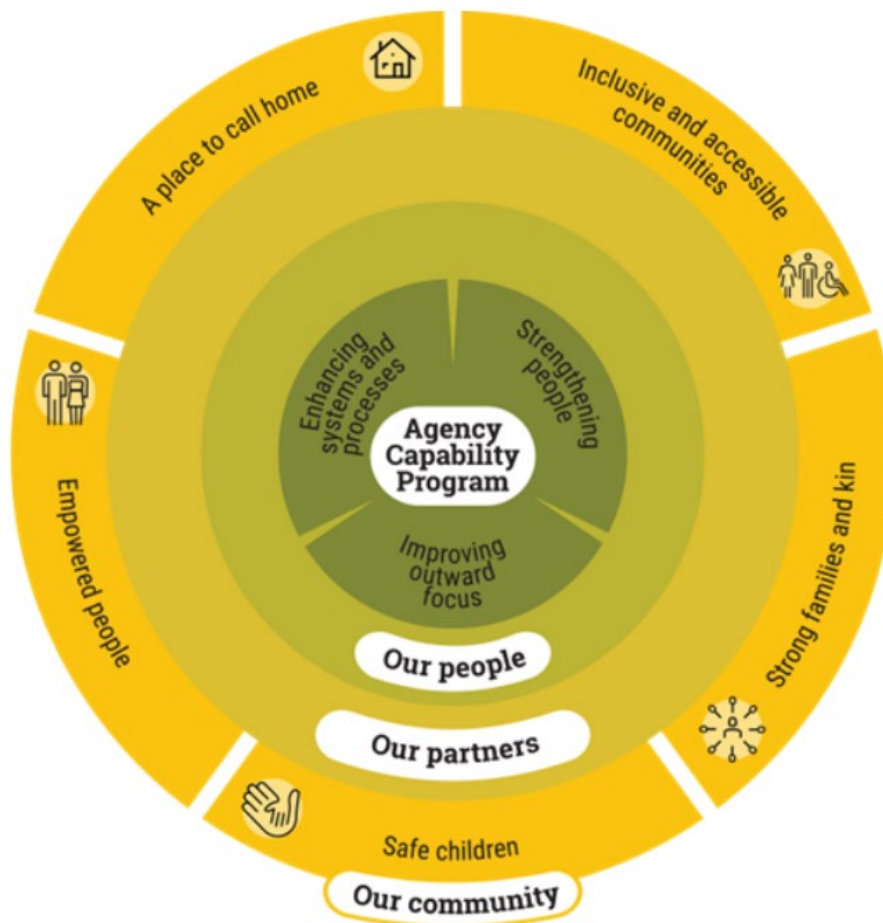 A place to call home
Inclusive and accessible
communities
Enhancing
systems and
processes
Strengthening
people
Agency
Capability
Program
Improving
outward
focus
Empowered people
Strong families and kin
Our people
Our partners
Safe children
Our community